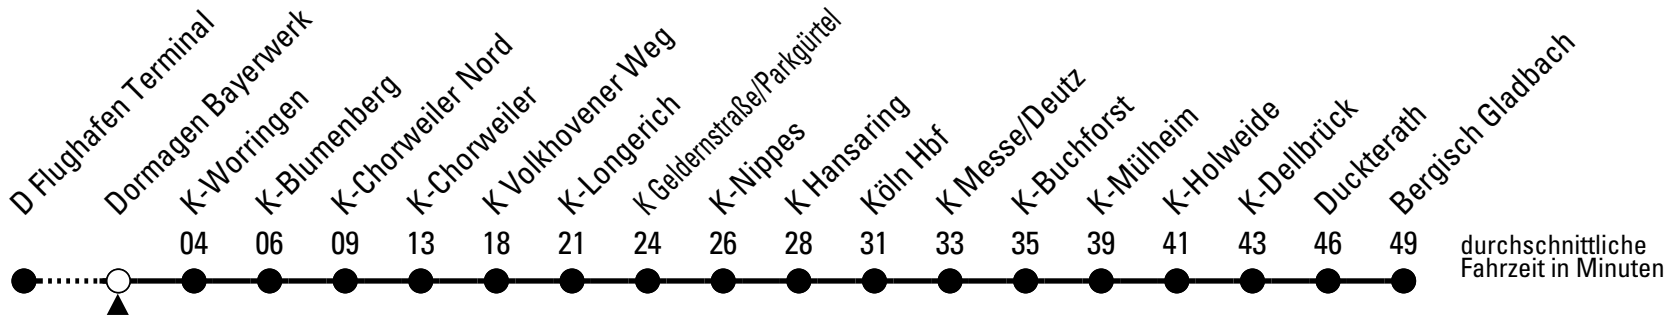 D Flughafen Terminal
Dormagen Bayerwerk
K-Worringen
K-Blumenberg
K-Chorweiler Nord
K-Chorweiler
K Volkhovener Weg
K-Longerich
K Geldernstraße/Parkgürtel
K-Nippes
K Hansaring
Köln Hbf
K Messe/Deutz
K-Buchforst
K-Mülheim
K-Holweide
K-Dellbrück
Duckterath
Bergisch Gladbach
04 06 09 13 18 21 24 26 28 31 33 35 39 41 43 46 49
durchschnittliche
Fahrzeit in Minuten